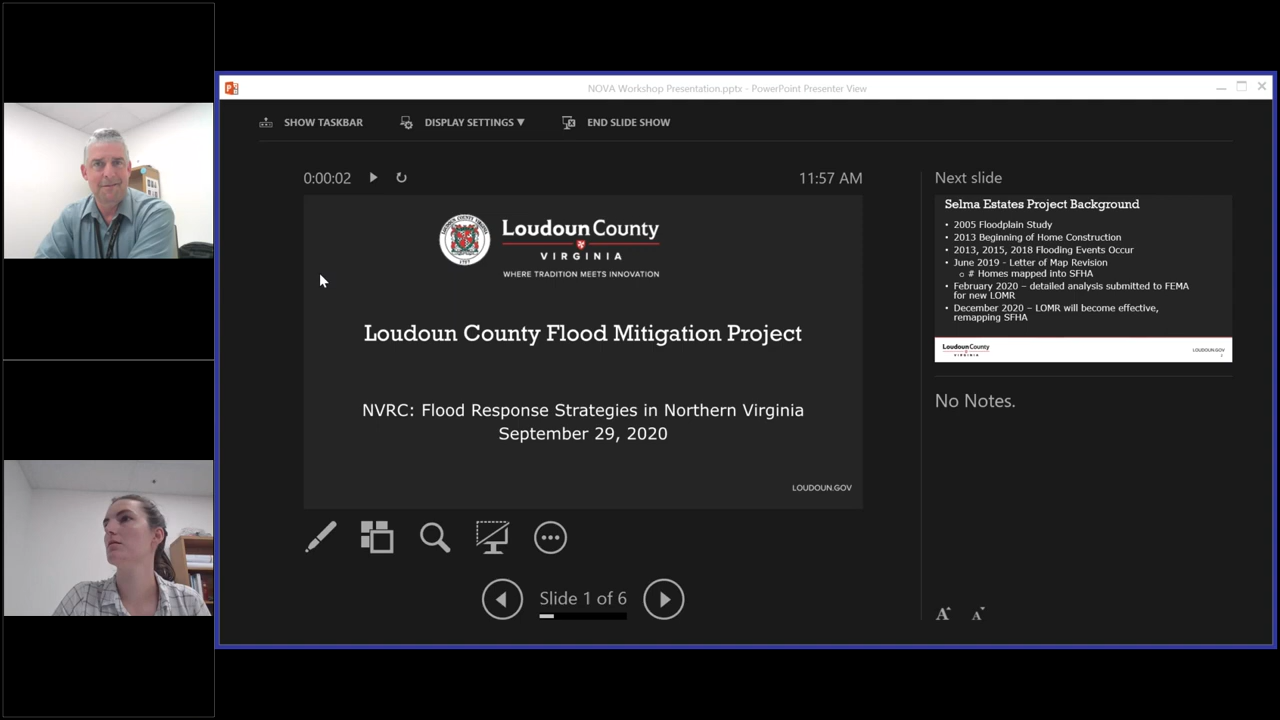 NOVA Workshop Presentation.pptx - PowerPoint Presenter View
SHOW TASKBAR
DISPLAY SETTINGS ▼
END SLIDE SHOW
0:00:02
11:57 AM
Loudoun County
VIRGINIA
WHERE TRADITION MEETS INNOVATION
Loudoun County Flood Mitigation Project
NVRC: Flood Response Strategies in Northern Virginia
September 29, 2020
LOUDOUN.GOV
Slide 1 of 6
Next slide
Selma Estates Project Background
• 2005 Floodplain Study
• 2013 Beginning of Home Construction
• 2013, 2015, 2018 Flooding Events Occur
• June 2019 - Letter of Map Revision
o # Homes mapped into SFHA
• February 2020 – detailed analysis submitted to FEMA
for new LOMR
• December 2020 – LOMR will become effective,
remapping SFHA
Loudoun County
VIRGINIA
LOUDOUN.GOV
No Notes.
A A